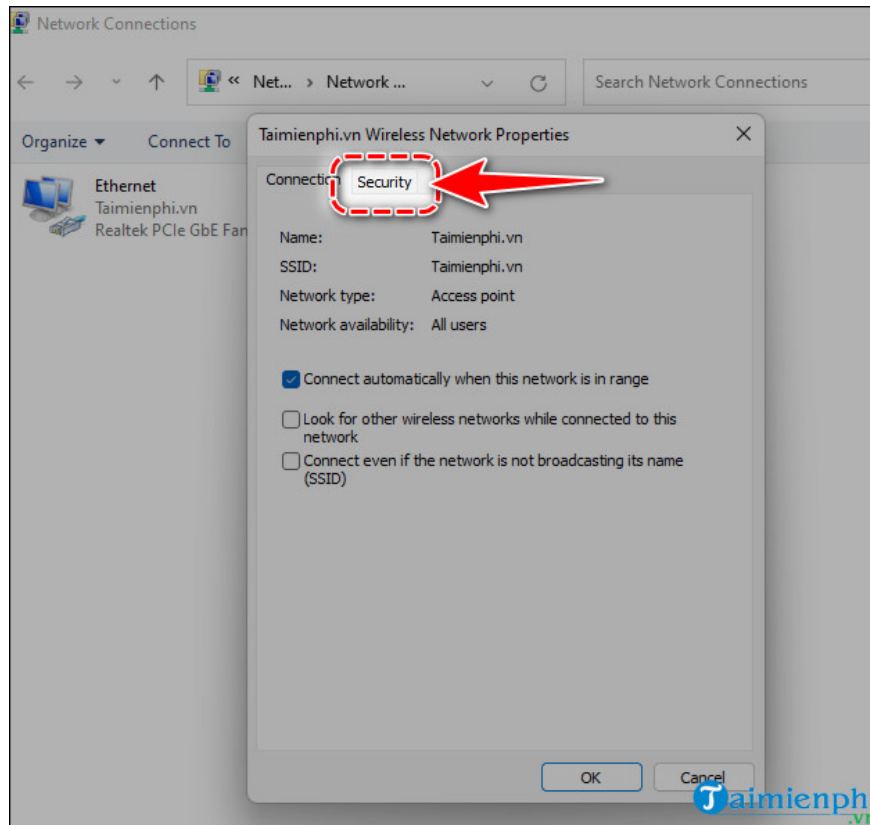 Network Connections
« Net... › Network ...
Search Network Connections
Organize
Connect To
Ethernet
Taimienphi.vn
Realtek PCIe GbE Fan
Taimienphi.vn Wireless Network Properties
Connection
Security
Name: Taimienphi.vn
SSID: Taimienphi.vn
Network type: Access point
Network availability: All users
Connect automatically when this network is in range
Look for other wireless networks while connected to this
network
Connect even if the network is not broadcasting its name
(SSID)
OK
Cancel
Taimienph
.vn